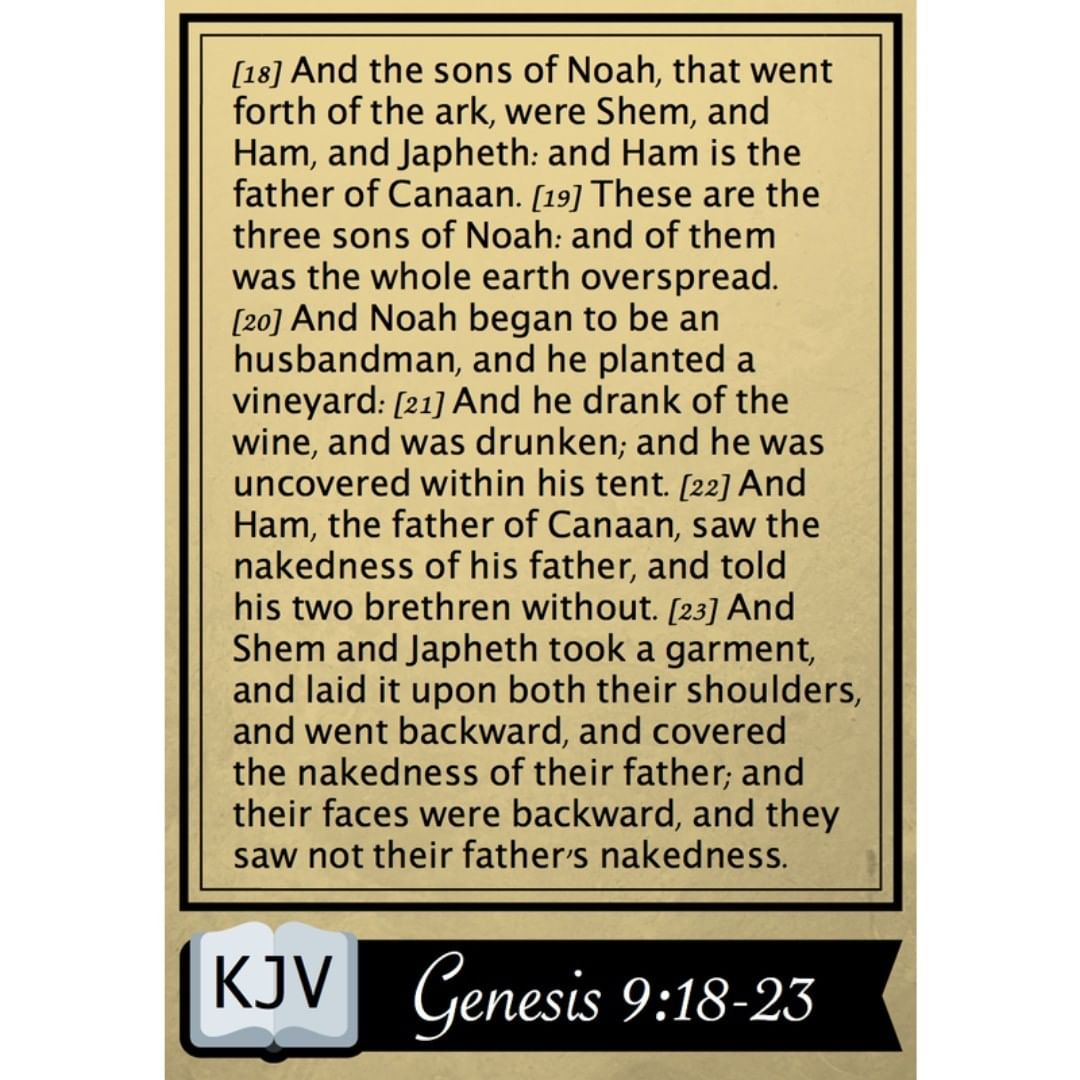 [18] And the sons of Noah, that went
forth of the ark, were Shem, and
Ham, and Japheth: and Ham is the
father of Canaan. [19] These are the
three sons of Noah: and of them
was the whole earth overspread.
[20] And Noah began to be an
husbandman, and he planted a
vineyard: [21] And he drank of the
wine, and was drunken; and he was
uncovered within his tent. [22] And
Ham, the father of Canaan, saw the
nakedness of his father, and told
his two brethren without. [23] And
Shem and Japheth took a garment,
and laid it upon both their shoulders,
and went backward, and covered
the nakedness of their father; and
their faces were backward, and they
saw not their father's nakedness.
KJV
Genesis 9:18-23